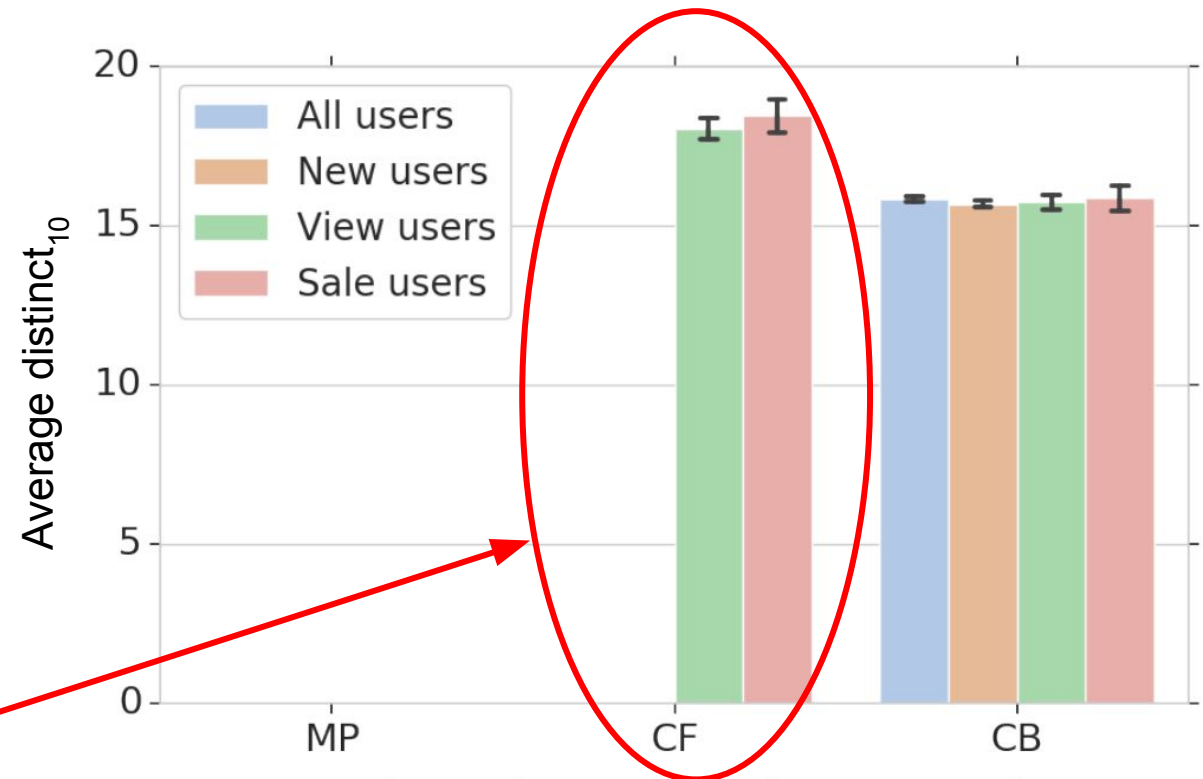 20
15
10
5
0
Average distinct₁₀
All users
New users
View users
Sale users
MP
CF
CB